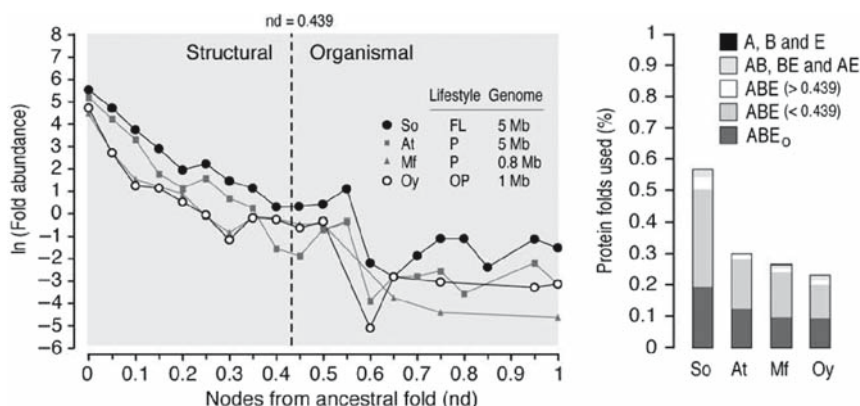 nd = 0.439
8
7
6
5
4
3
2
1
0
−1
−2
−3
−4
−5
−6
ln (Fold abundance)
Structural
Organismal
Lifestyle Genome
So FL 5 Mb
At P 5 Mb
Mf P 0.8 Mb
Oy OP 1 Mb
0 0.1 0.2 0.3 0.4 0.5 0.6 0.7 0.8 0.9 1
Nodes from ancestral fold (nd)
1
0.9
0.8
0.7
0.6
0.5
0.4
0.3
0.2
0.1
0
Protein folds used (%)
A, B and E
AB, BE and AE
ABE (> 0.439)
ABE (< 0.439)
ABEo
So At Mf Oy